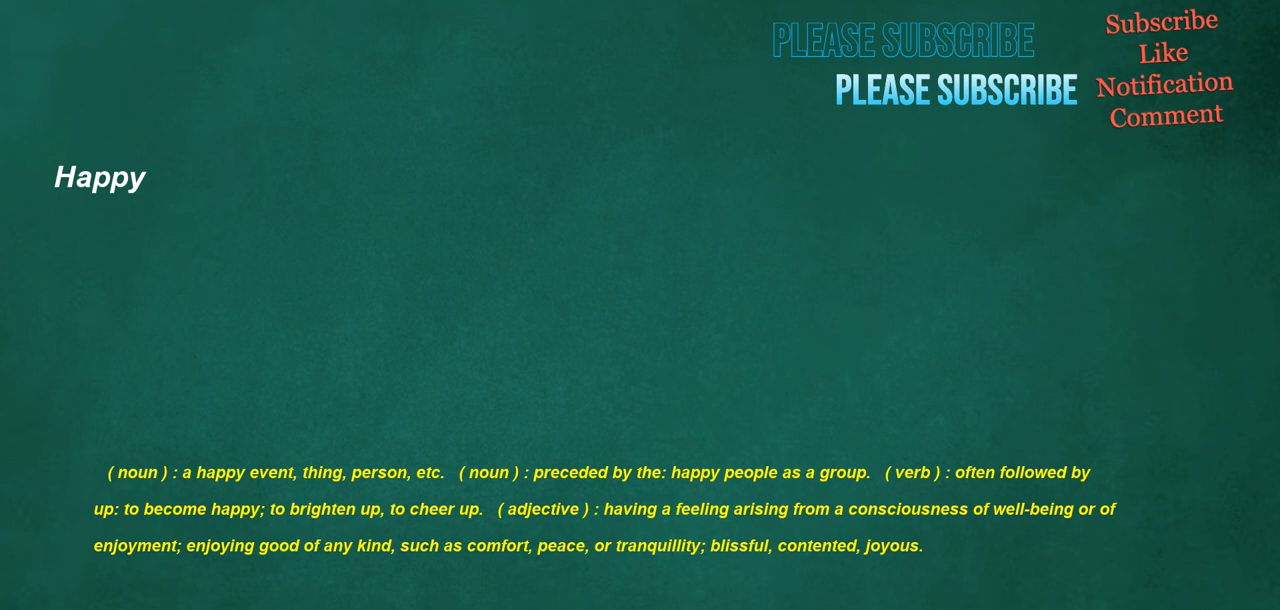 PLEASE SUBSCRIBE
PLEASE SUBSCRIBE
Subscribe
Like
Notification
Comment
Happy
( noun ) : a happy event, thing, person, etc. ( noun ) : preceded by the: happy people as a group. ( verb ) : often followed by
up: to become happy; to brighten up, to cheer up. ( adjective ) : having a feeling arising from a consciousness of well-being or of
enjoyment; enjoying good of any kind, such as comfort, peace, or tranquillity; blissful, contented, joyous.